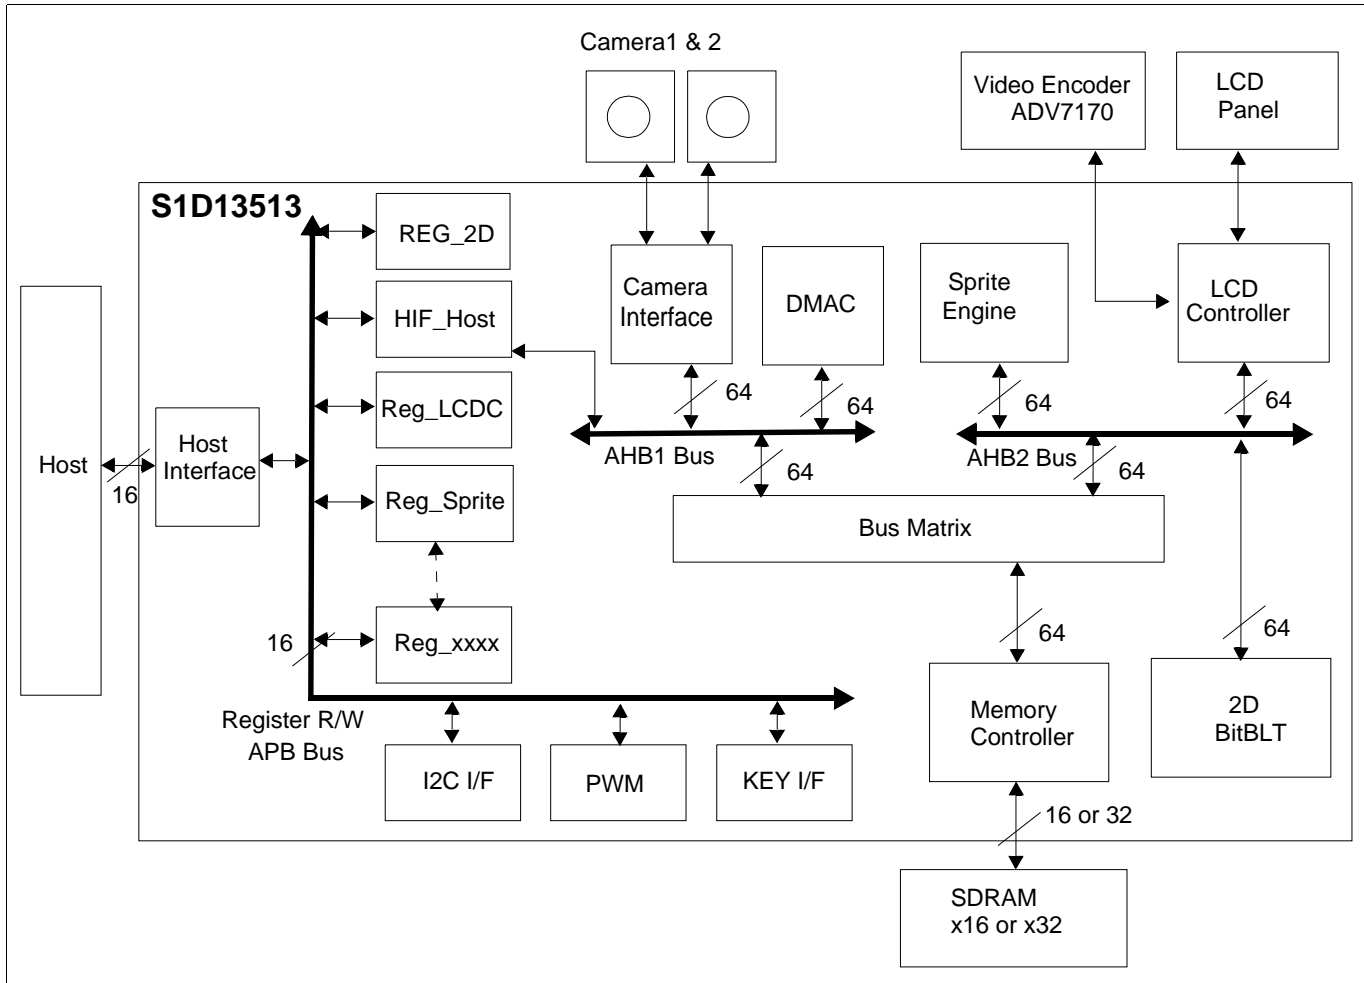 Camera1 & 2
Video Encoder
ADV7170
LCD
Panel
S1D13513
REG_2D
HIF_Host
Reg_LCDC
Reg_Sprite
Reg_xxxx
Host
16
Host
Interface
16
Camera
Interface
DMAC
Sprite
Engine
LCD
Controller
64
64
64
64
AHB1 Bus
64
AHB2 Bus
64
Bus Matrix
64
64
Memory
Controller
2D
BitBLT
Register R/W
APB Bus
I2C I/F
PWM
KEY I/F
16 or 32
SDRAM
x16 or x32